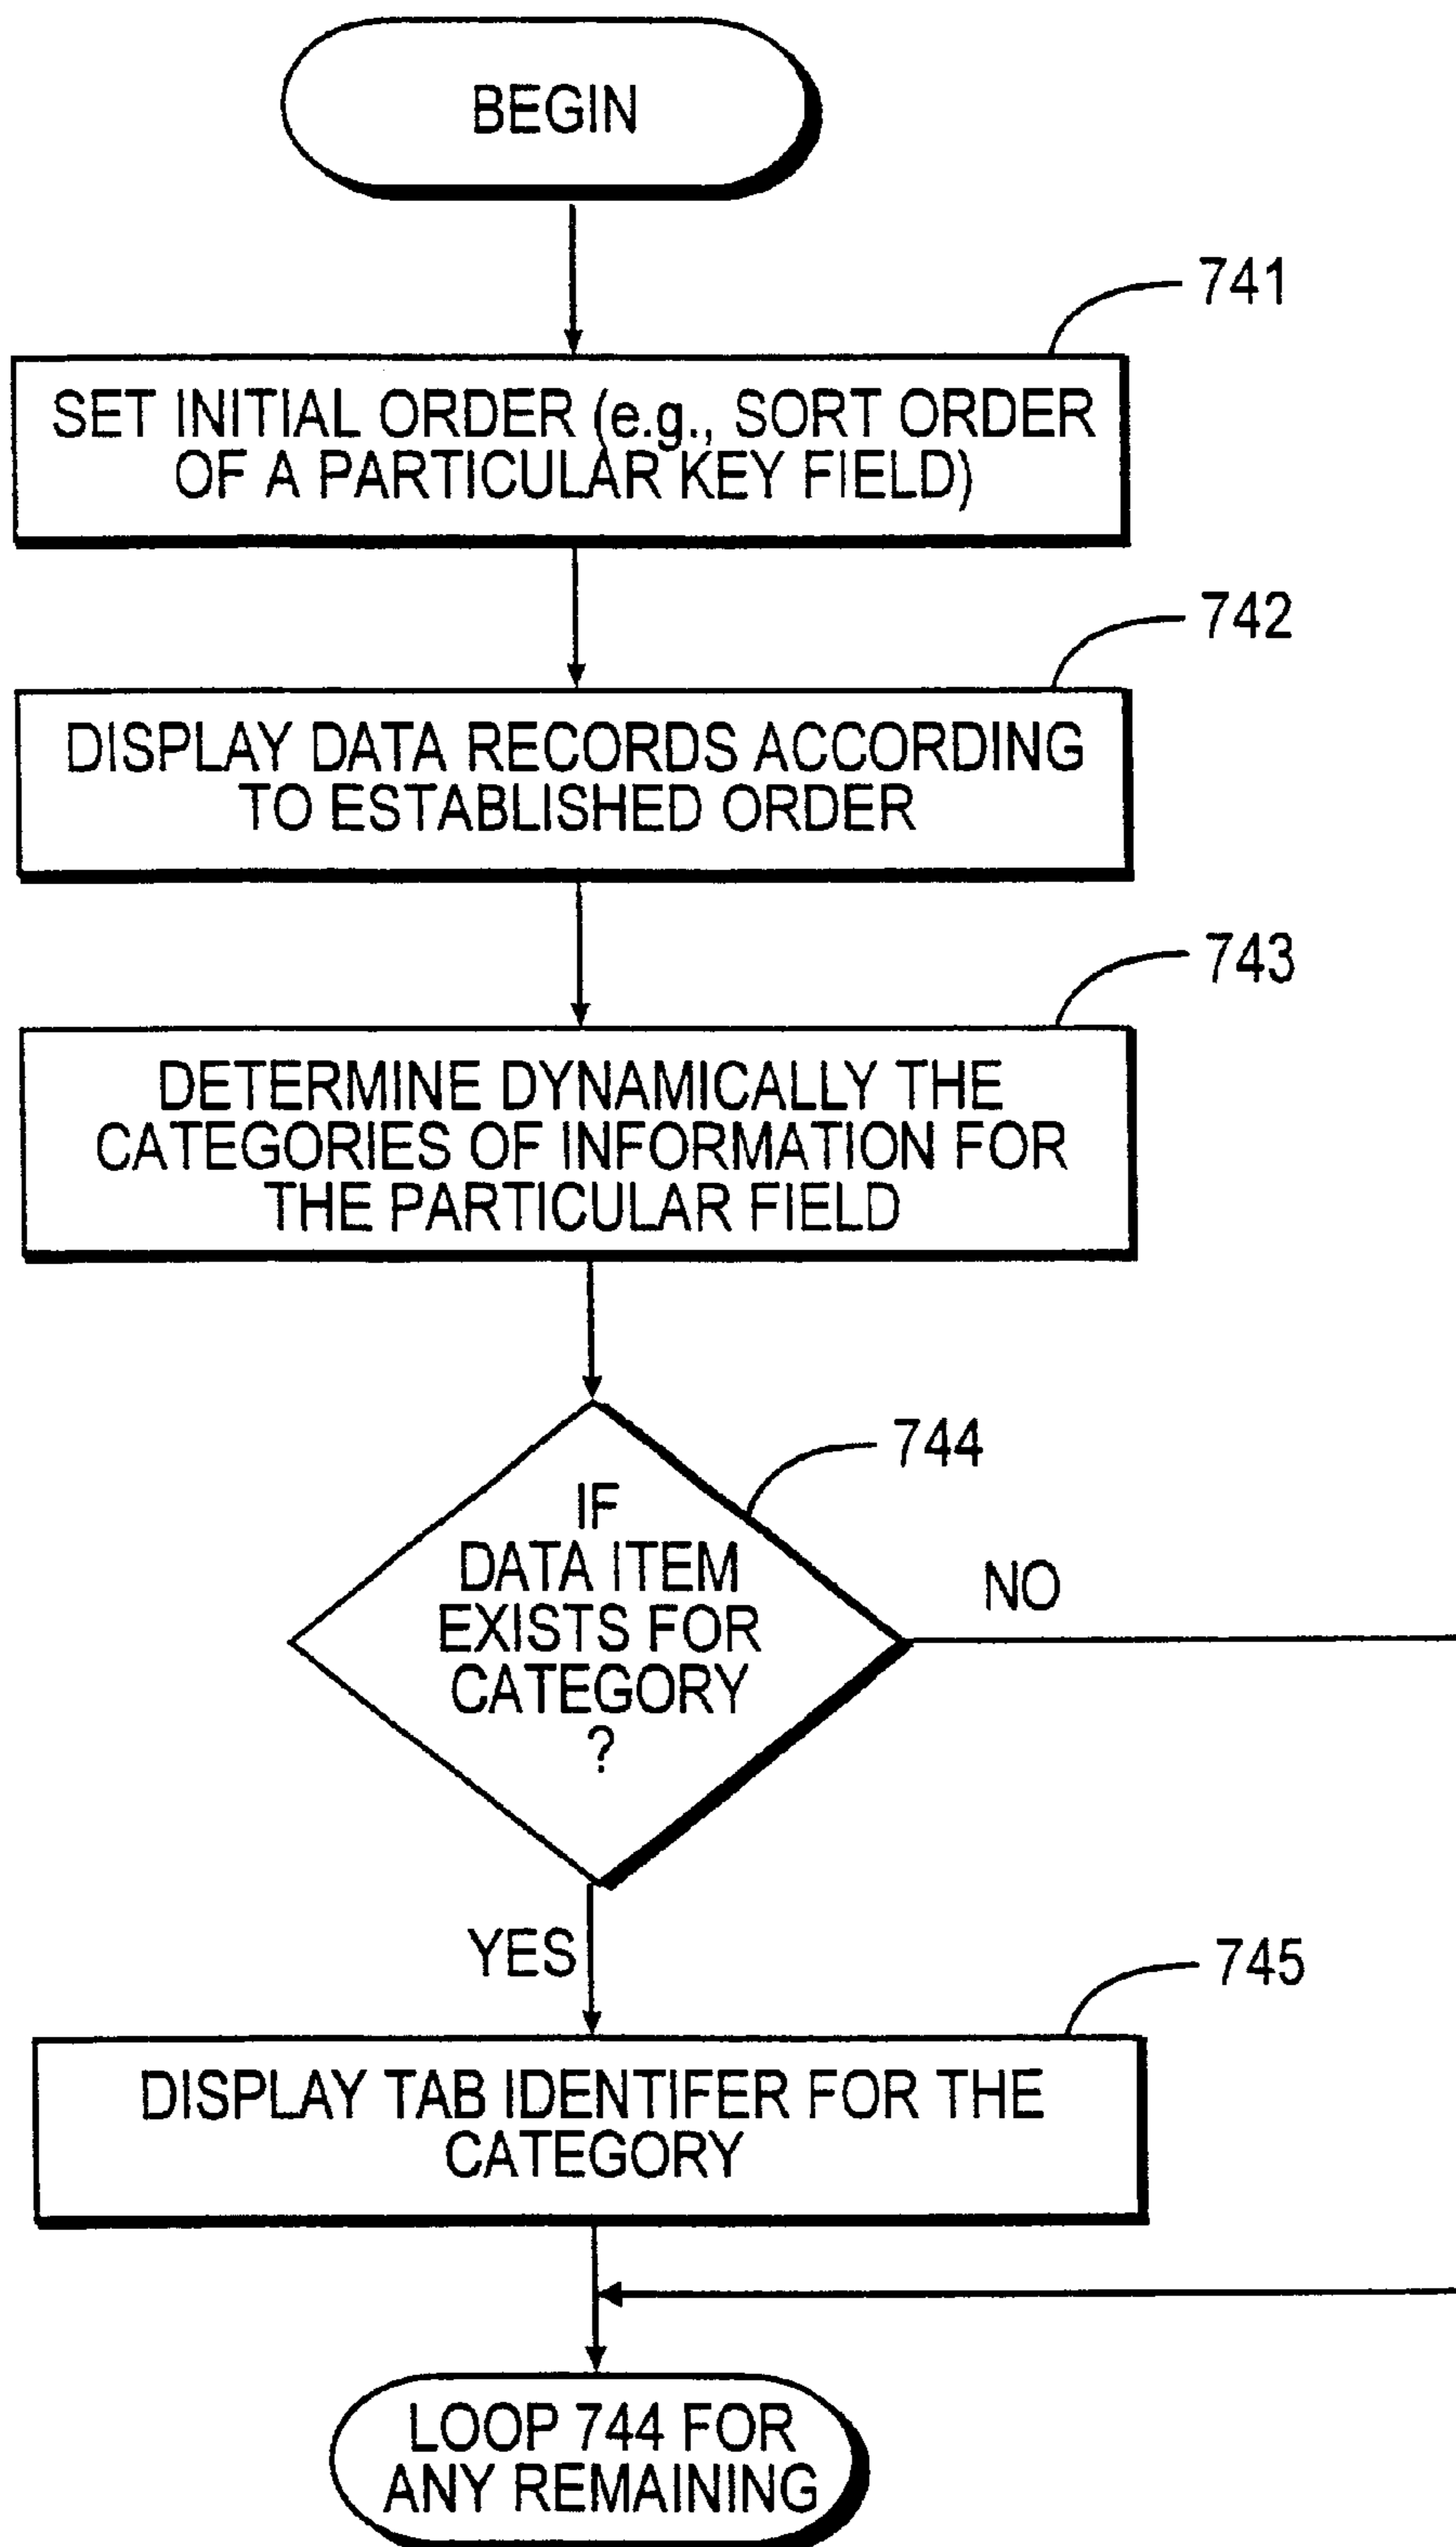 BEGIN
741
SET INITIAL ORDER (e.g., SORT ORDER
OF A PARTICULAR KEY FIELD)
742
DISPLAY DATA RECORDS ACCORDING
TO ESTABLISHED ORDER
743
DETERMINE DYNAMICALLY THE
CATEGORIES OF INFORMATION FOR
THE PARTICULAR FIELD
744
IF
DATA ITEM
EXISTS FOR
CATEGORY
?
NO
YES
745
DISPLAY TAB IDENTIFER FOR THE
CATEGORY
LOOP 744 FOR
ANY REMAINING